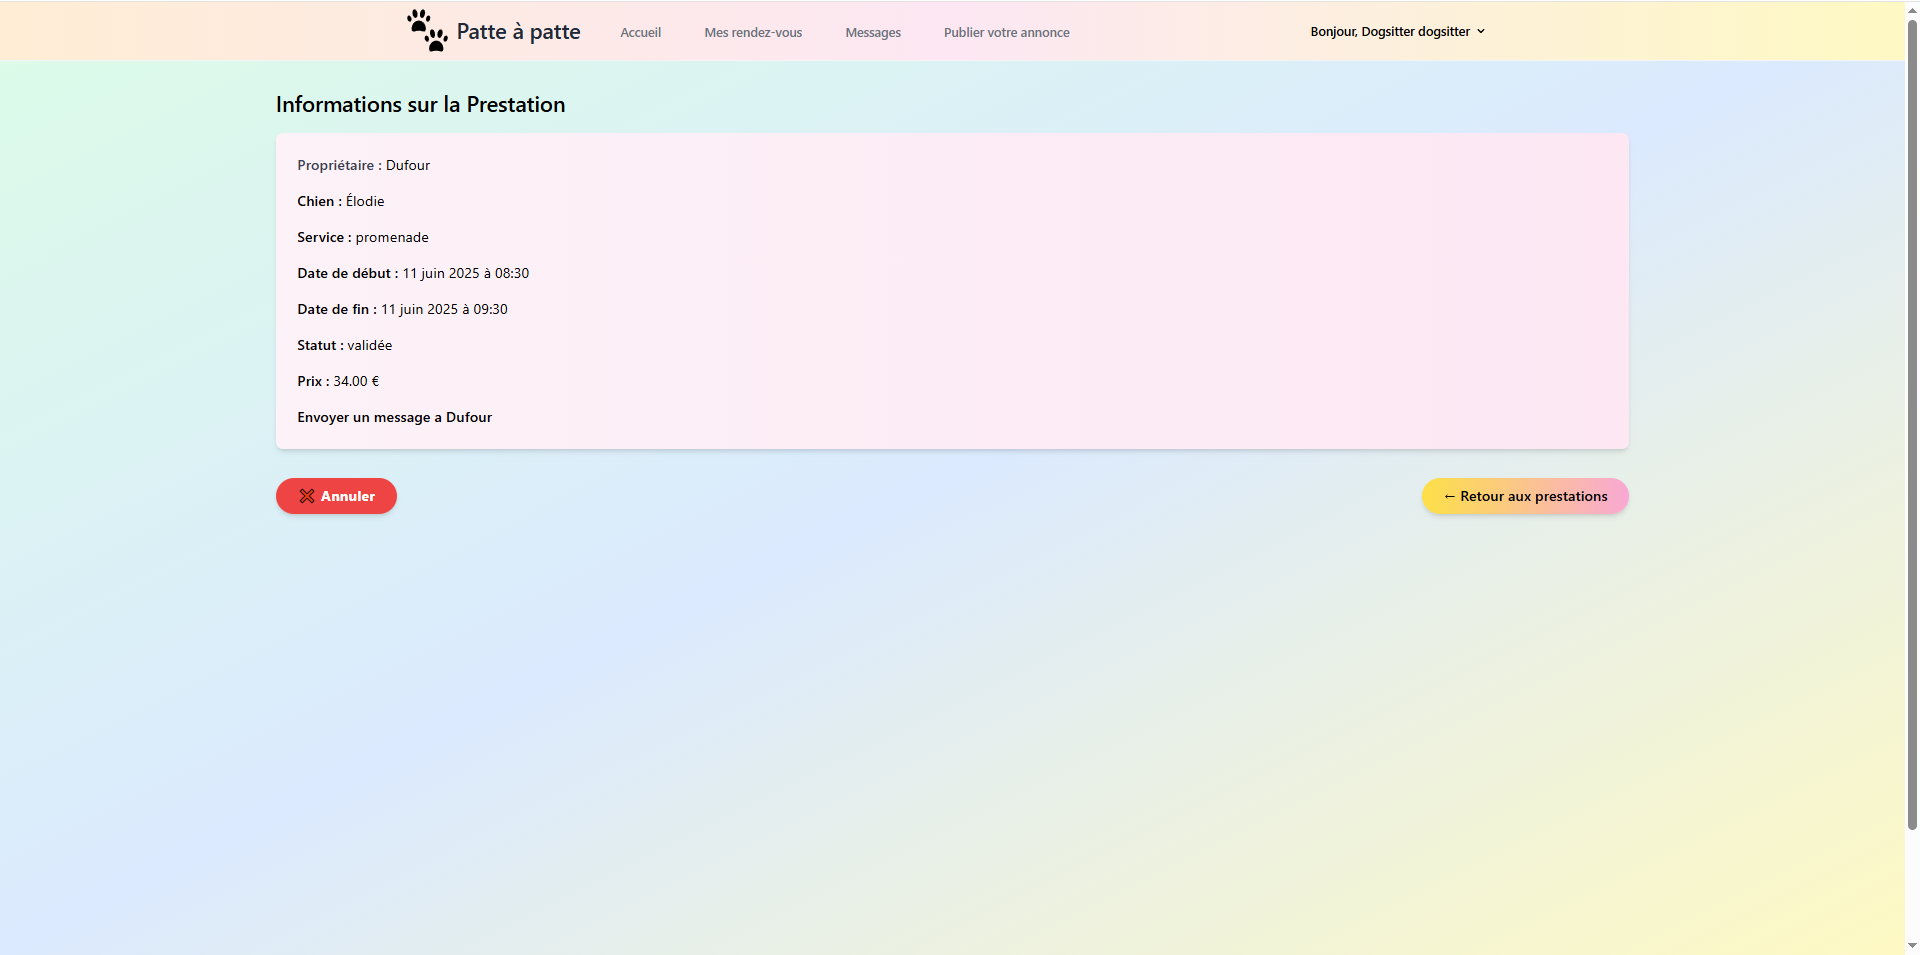 Patte à patte Accueil Mes rendez-vous Messages Publier votre annonce Bonjour, Dogsitter dogsitter
Informations sur la Prestation
Propriétaire : Dufour
Chien : Élodie
Service : promenade
Date de début : 11 juin 2025 à 08:30
Date de fin : 11 juin 2025 à 09:30
Statut : validée
Prix : 34.00 €
Envoyer un message a Dufour
❌ Annuler
← Retour aux prestations